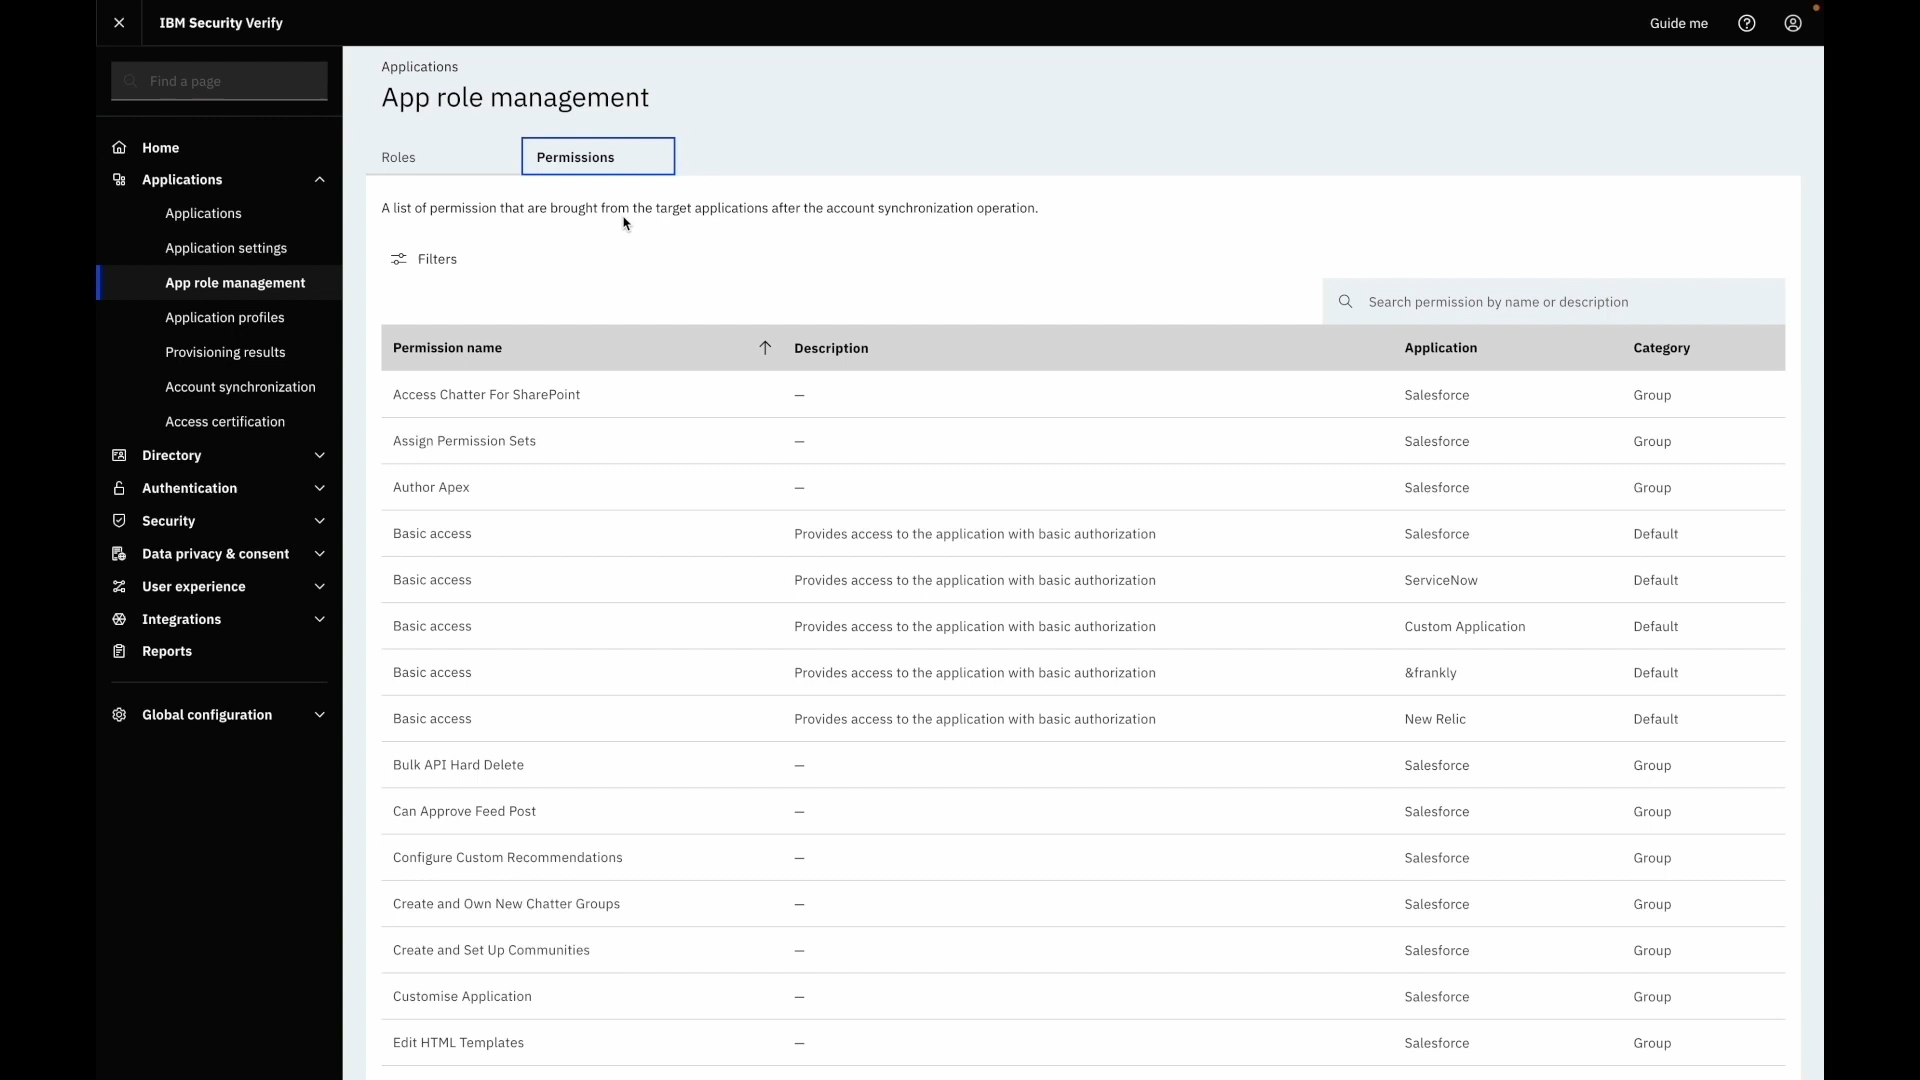 IBM Security Verify
Guide me
Find a page
Home
Applications
Applications
Application settings
App role management
Application profiles
Provisioning results
Account synchronization
Access certification
Directory
Authentication
Security
Data privacy & consent
User experience
Integrations
Reports
Global configuration
Applications
App role management
Roles Permissions
A list of permission that are brought from the target applications after the account synchronization operation.
Filters
Search permission by name or description
Permission name Description Application Category
Access Chatter For SharePoint — Salesforce Group
Assign Permission Sets — Salesforce Group
Author Apex — Salesforce Group
Basic access Provides access to the application with basic authorization Salesforce Default
Basic access Provides access to the application with basic authorization ServiceNow Default
Basic access Provides access to the application with basic authorization Custom Application Default
Basic access Provides access to the application with basic authorization &frankly Default
Basic access Provides access to the application with basic authorization New Relic Default
Bulk API Hard Delete — Salesforce Group
Can Approve Feed Post — Salesforce Group
Configure Custom Recommendations — Salesforce Group
Create and Own New Chatter Groups — Salesforce Group
Create and Set Up Communities — Salesforce Group
Customise Application — Salesforce Group
Edit HTML Templates — Salesforce Group